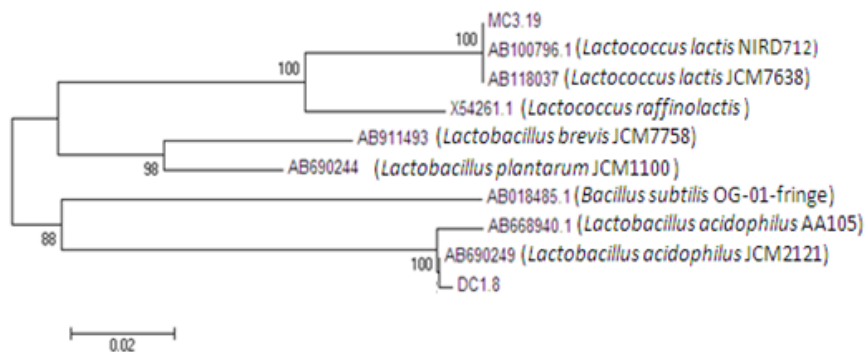 MC3.19
100
AB100796.1 (Lactococcus lactis NIRD712)
100
AB118037 (Lactococcus lactis JCM7638)
X54261.1 (Lactococcus raffinolactis)
AB911493 (Lactobacillus brevis JCM7758)
98
AB690244 (Lactobacillus plantarum JCM1100)
AB018485.1 (Bacillus subtilis OG-01-fringe)
AB668940.1 (Lactobacillus acidophilus AA105)
88
AB690249 (Lactobacillus acidophilus JCM2121)
100
DC1.8
0.02